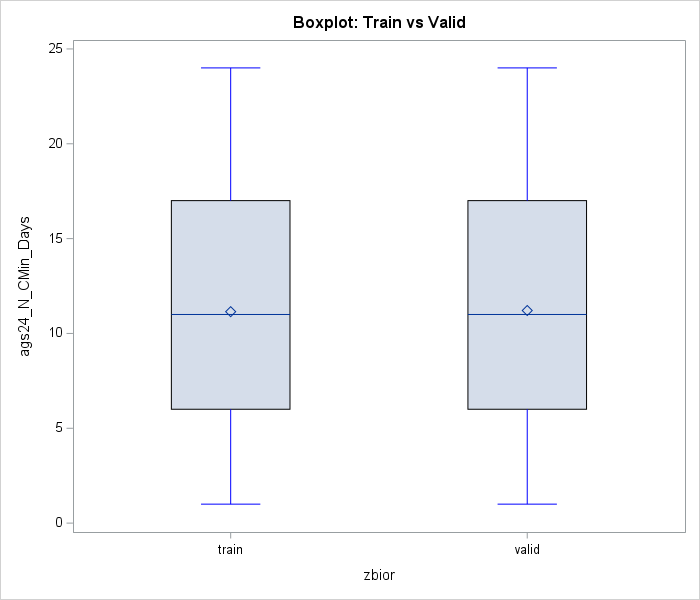 Boxplot: Train vs Valid
25
20
15
10
5
0
ags24_N_CMin_Days
train
valid
zbior